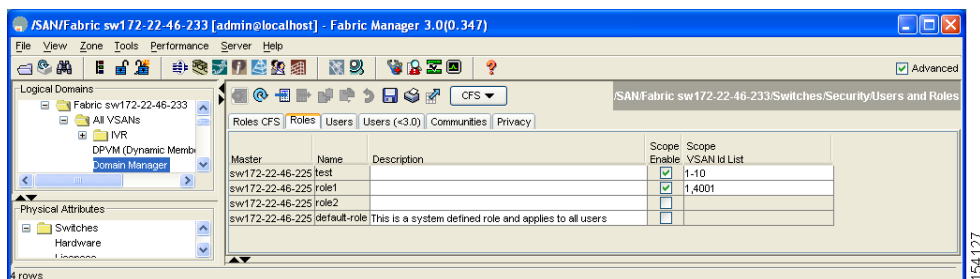 /SAN/Fabric sw172-22-46-233 [admin@localhost] - Fabric Manager 3.0(0.347)
File View Zone Tools Performance Server Help
Advanced
Logical Domains
Fabric sw172-22-46-233
All VSANs
IVR
DPVM (Dynamic Membe
Domain Manager
Physical Attributes
Switches
Hardware
4 rows
CFS
/SAN/Fabric sw172-22-46-233/Switches/Security/Users and Roles
Roles CFS Roles Users Users (<3.0) Communities Privacy
Scope Scope
Master Name Description Enable VSAN Id List
sw172-22-46-225 test 1-10
sw172-22-46-225 role1 1,4001
sw172-22-46-225 role2
sw172-22-46-225 default-role This is a system defined role and applies to all users